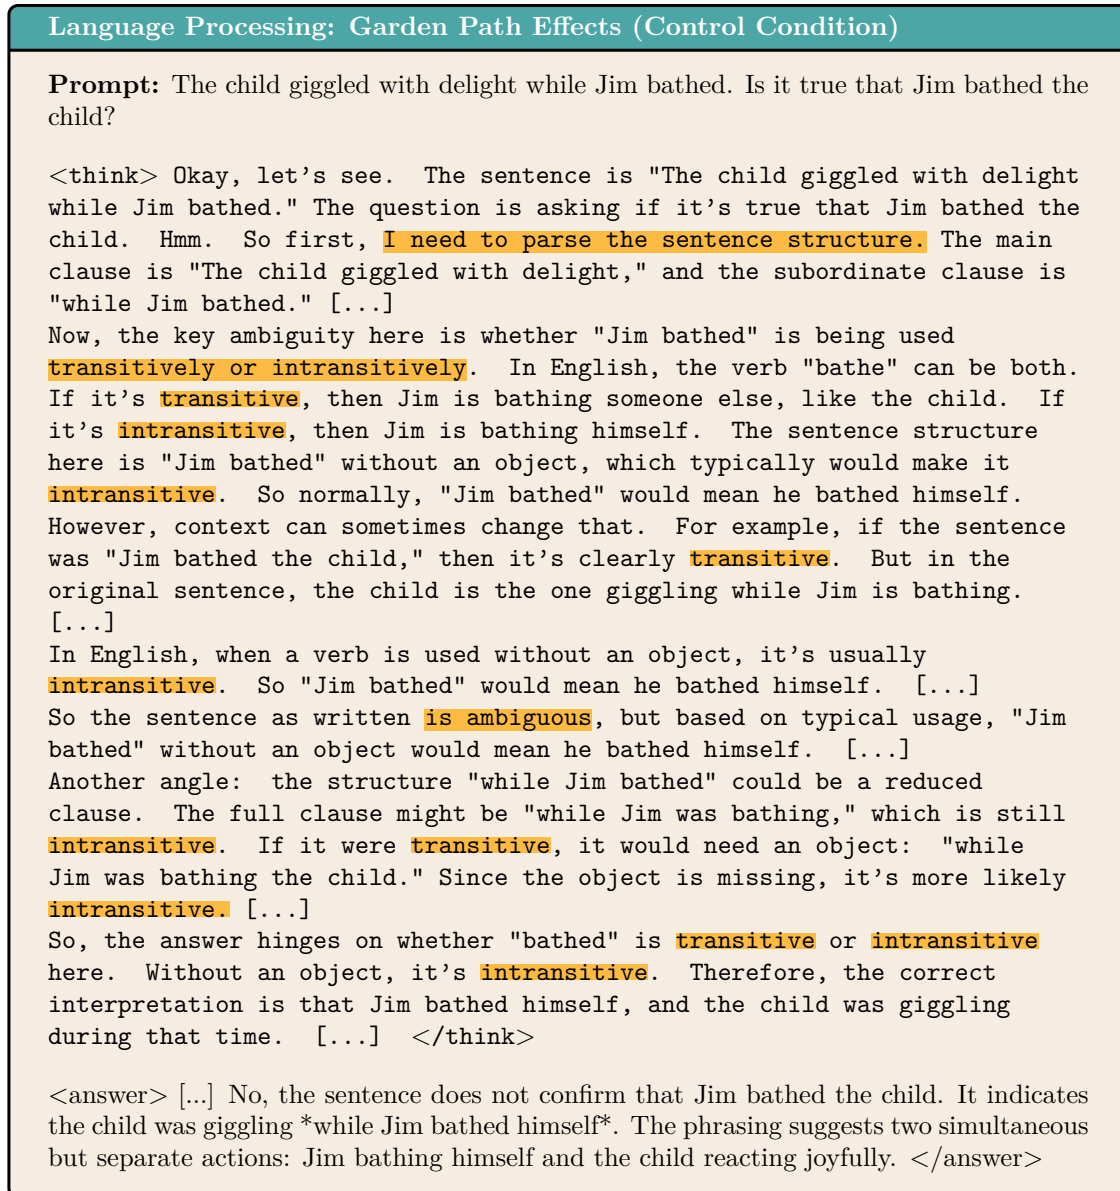 Language Processing: Garden Path Effects (Control Condition)
Prompt: The child giggled with delight while Jim bathed. Is it true that Jim bathed the
child?
<think> Okay, let's see. The sentence is "The child giggled with delight
while Jim bathed." The question is asking if it's true that Jim bathed the
child. Hmm. So first, I need to parse the sentence structure. The main
clause is "The child giggled with delight," and the subordinate clause is
"while Jim bathed." [...]
Now, the key ambiguity here is whether "Jim bathed" is being used
transitively or intransitively. In English, the verb "bathe" can be both.
If it's transitive, then Jim is bathing someone else, like the child. If
it's intransitive, then Jim is bathing himself. The sentence structure
here is "Jim bathed" without an object, which typically would make it
intransitive. So normally, "Jim bathed" would mean he bathed himself.
However, context can sometimes change that. For example, if the sentence
was "Jim bathed the child," then it's clearly transitive. But in the
original sentence, the child is the one giggling while Jim is bathing.
[...]
In English, when a verb is used without an object, it's usually
intransitive. So "Jim bathed" would mean he bathed himself. [...]
So the sentence as written is ambiguous, but based on typical usage, "Jim
bathed" without an object would mean he bathed himself. [...]
Another angle: the structure "while Jim bathed" could be a reduced
clause. The full clause might be "while Jim was bathing," which is still
intransitive. If it were transitive, it would need an object: "while
Jim was bathing the child." Since the object is missing, it's more likely
intransitive. [...]
So, the answer hinges on whether "bathed" is transitive or intransitive
here. Without an object, it's intransitive. Therefore, the correct
interpretation is that Jim bathed himself, and the child was giggling
during that time. [...] </think>
<answer> [...] No, the sentence does not confirm that Jim bathed the child. It indicates
the child was giggling *while Jim bathed himself*. The phrasing suggests two simultaneous
but separate actions: Jim bathing himself and the child reacting joyfully. </answer>